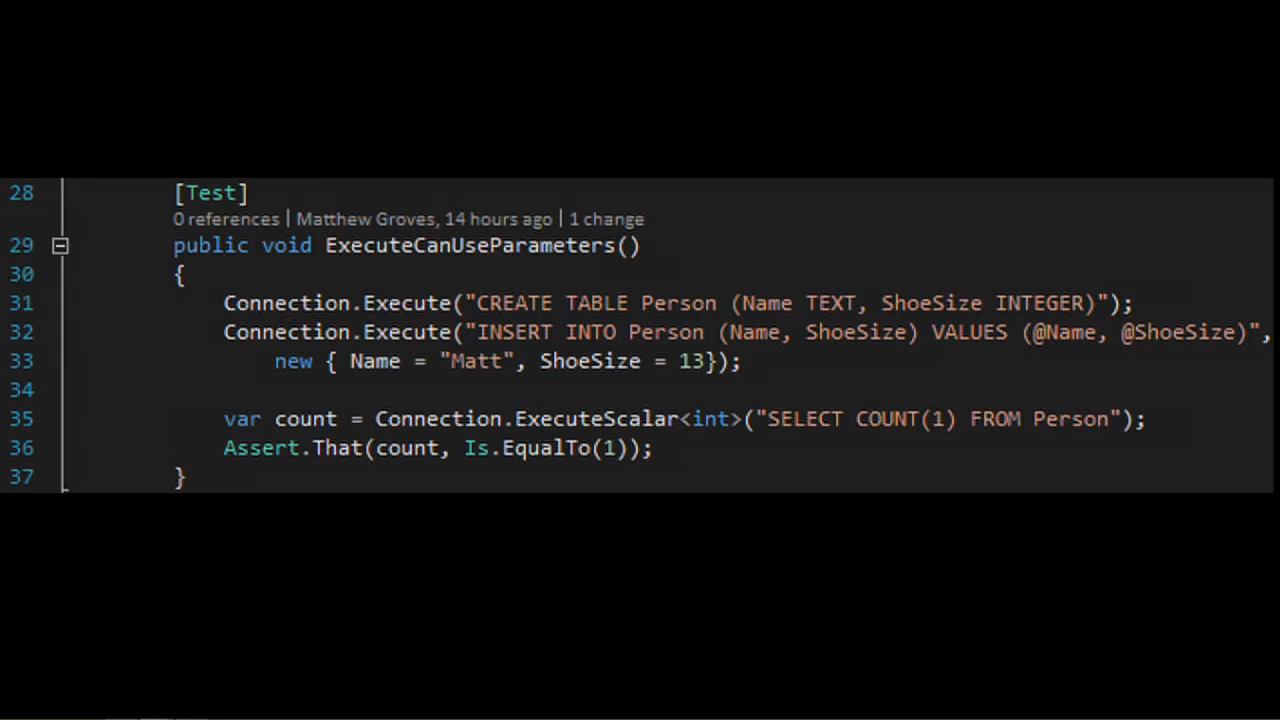 28 [Test]
0 references | Matthew Groves, 14 hours ago | 1 change
29 public void ExecuteCanUseParameters()
30 {
31 Connection.Execute("CREATE TABLE Person (Name TEXT, ShoeSize INTEGER)");
32 Connection.Execute("INSERT INTO Person (Name, ShoeSize) VALUES (@Name, @ShoeSize)",
33 new { Name = "Matt", ShoeSize = 13});
34
35 var count = Connection.ExecuteScalar<int>("SELECT COUNT(1) FROM Person");
36 Assert.That(count, Is.EqualTo(1));
37 }